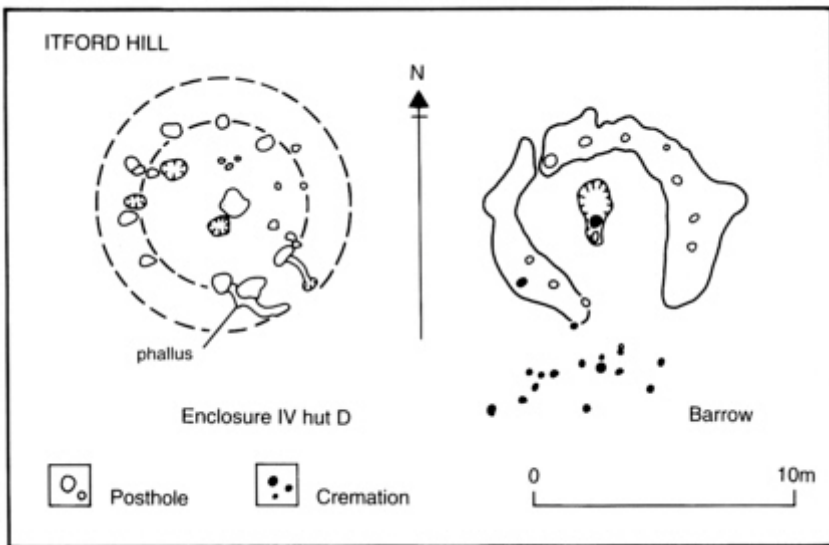 ITFORD HILL
N
phallus
Enclosure IV hut D
Barrow
Posthole
Cremation
0 10m